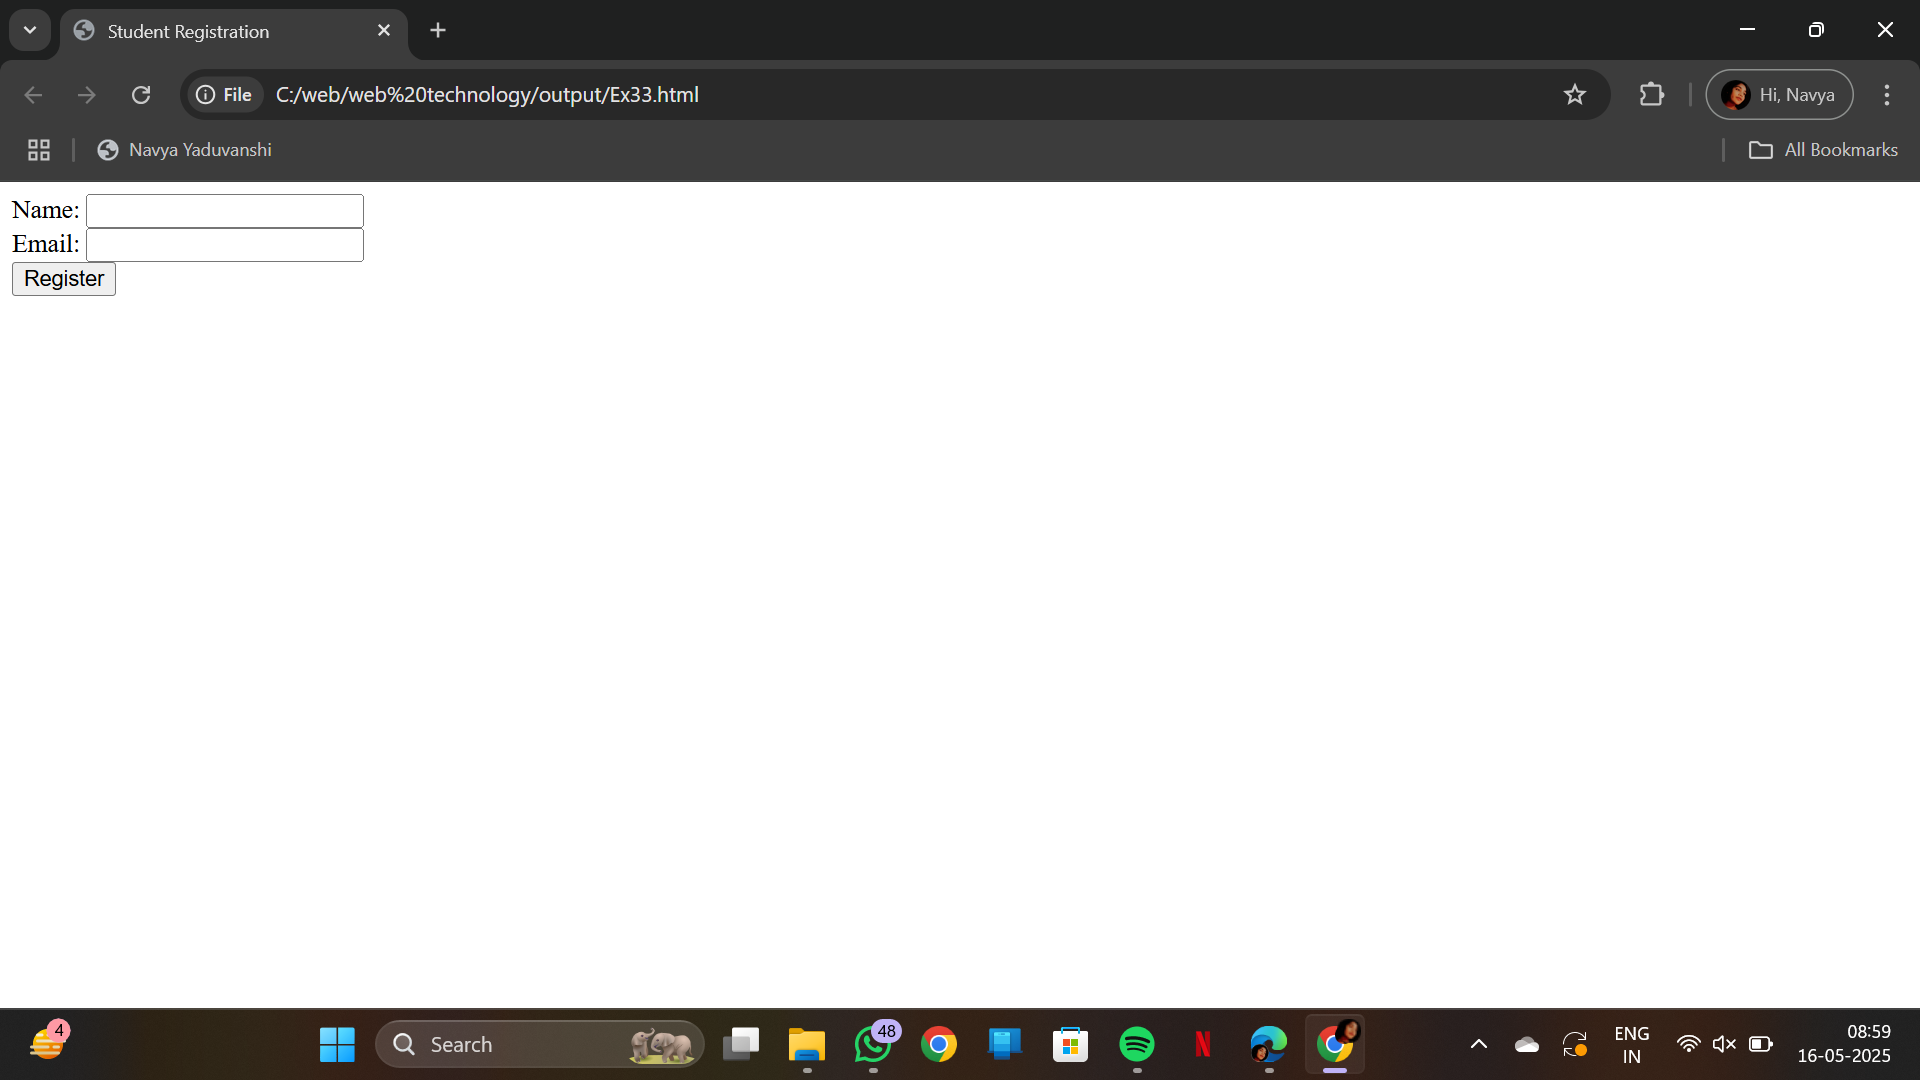 Student Registration
File C:/web/web%20technology/output/Ex33.html
Hi, Navya
Navya Yaduvanshi
All Bookmarks
Name:
Email:
Register
4
Search
48
N
ENG
IN
08:59
16-05-2025